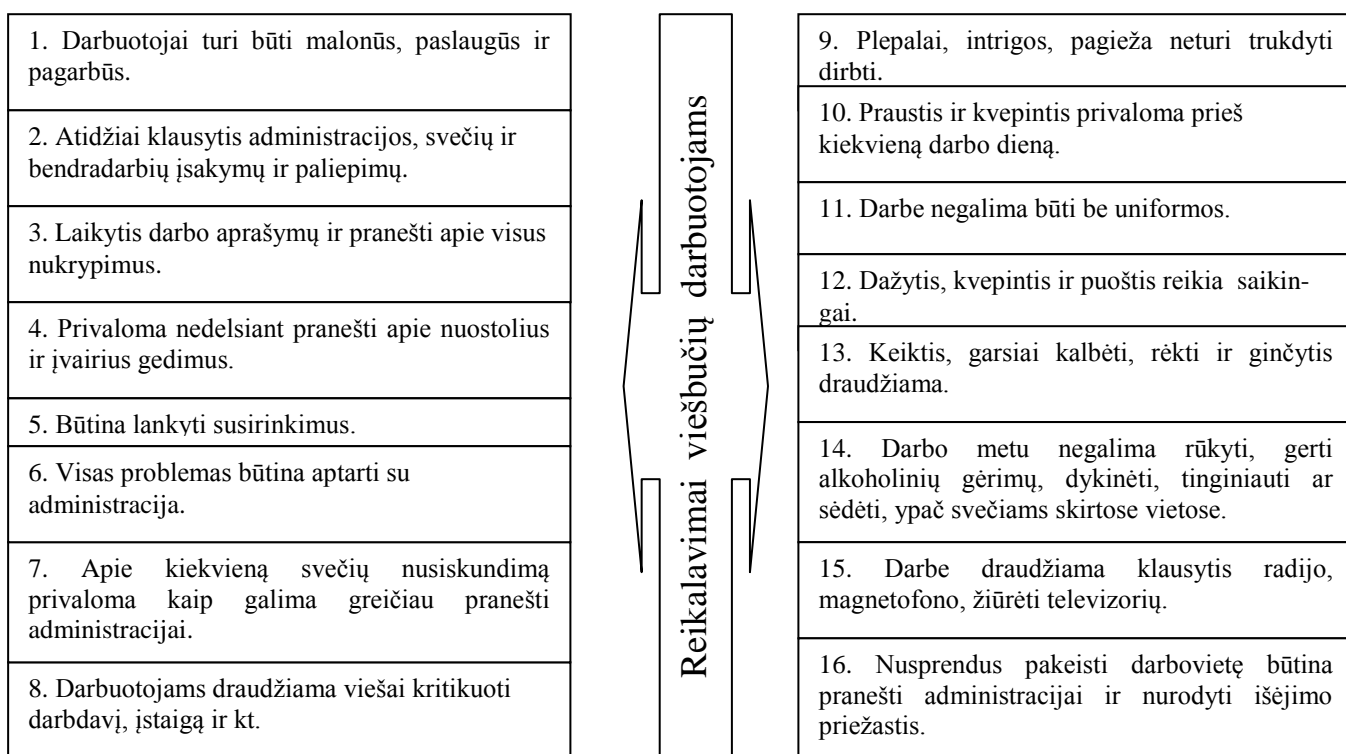 1. Darbuotojai turi būti malonūs, paslaugūs ir
pagarbūs.
2. Atidžiai klausytis administracijos, svečių ir
bendradarbių įsakymų ir paliepimų.
3. Laikytis darbo aprašymų ir pranešti apie visus
nukrypimus.
4. Privaloma nedelsiant pranešti apie nuostolius
ir įvairius gedimus.
5. Būtina lankyti susirinkimus.
6. Visas problemas būtina aptarti su
administracija.
7. Apie kiekvieną svečių nusiskundimą
privaloma kaip galima greičiau pranešti
administracijai.
8. Darbuotojams draudžiama viešai kritikuoti
darbdavį, įstaigą ir kt.
Reikalavimai viešbučių darbuotojams
9. Plepalai, intrigos, pagieža neturi trukdyti
dirbti.
10. Praustis ir kvepintis privaloma prieš
kiekvieną darbo dieną.
11. Darbe negalima būti be uniformos.
12. Dažytis, kvepintis ir puoštis reikia saikin-
gai.
13. Keiktis, garsiai kalbėti, rėkti ir ginčytis
draudžiama.
14. Darbo metu negalima rūkyti, gerti
alkoholinių gėrimų, dykinėti, tinginiauti ar
sėdėti, ypač svečiams skirtose vietose.
15. Darbe draudžiama klausytis radijo,
magnetofono, žiūrėti televizorių.
16. Nusprendus pakeisti darbovietę būtina
pranešti administracijai ir nurodyti išėjimo
priežastis.